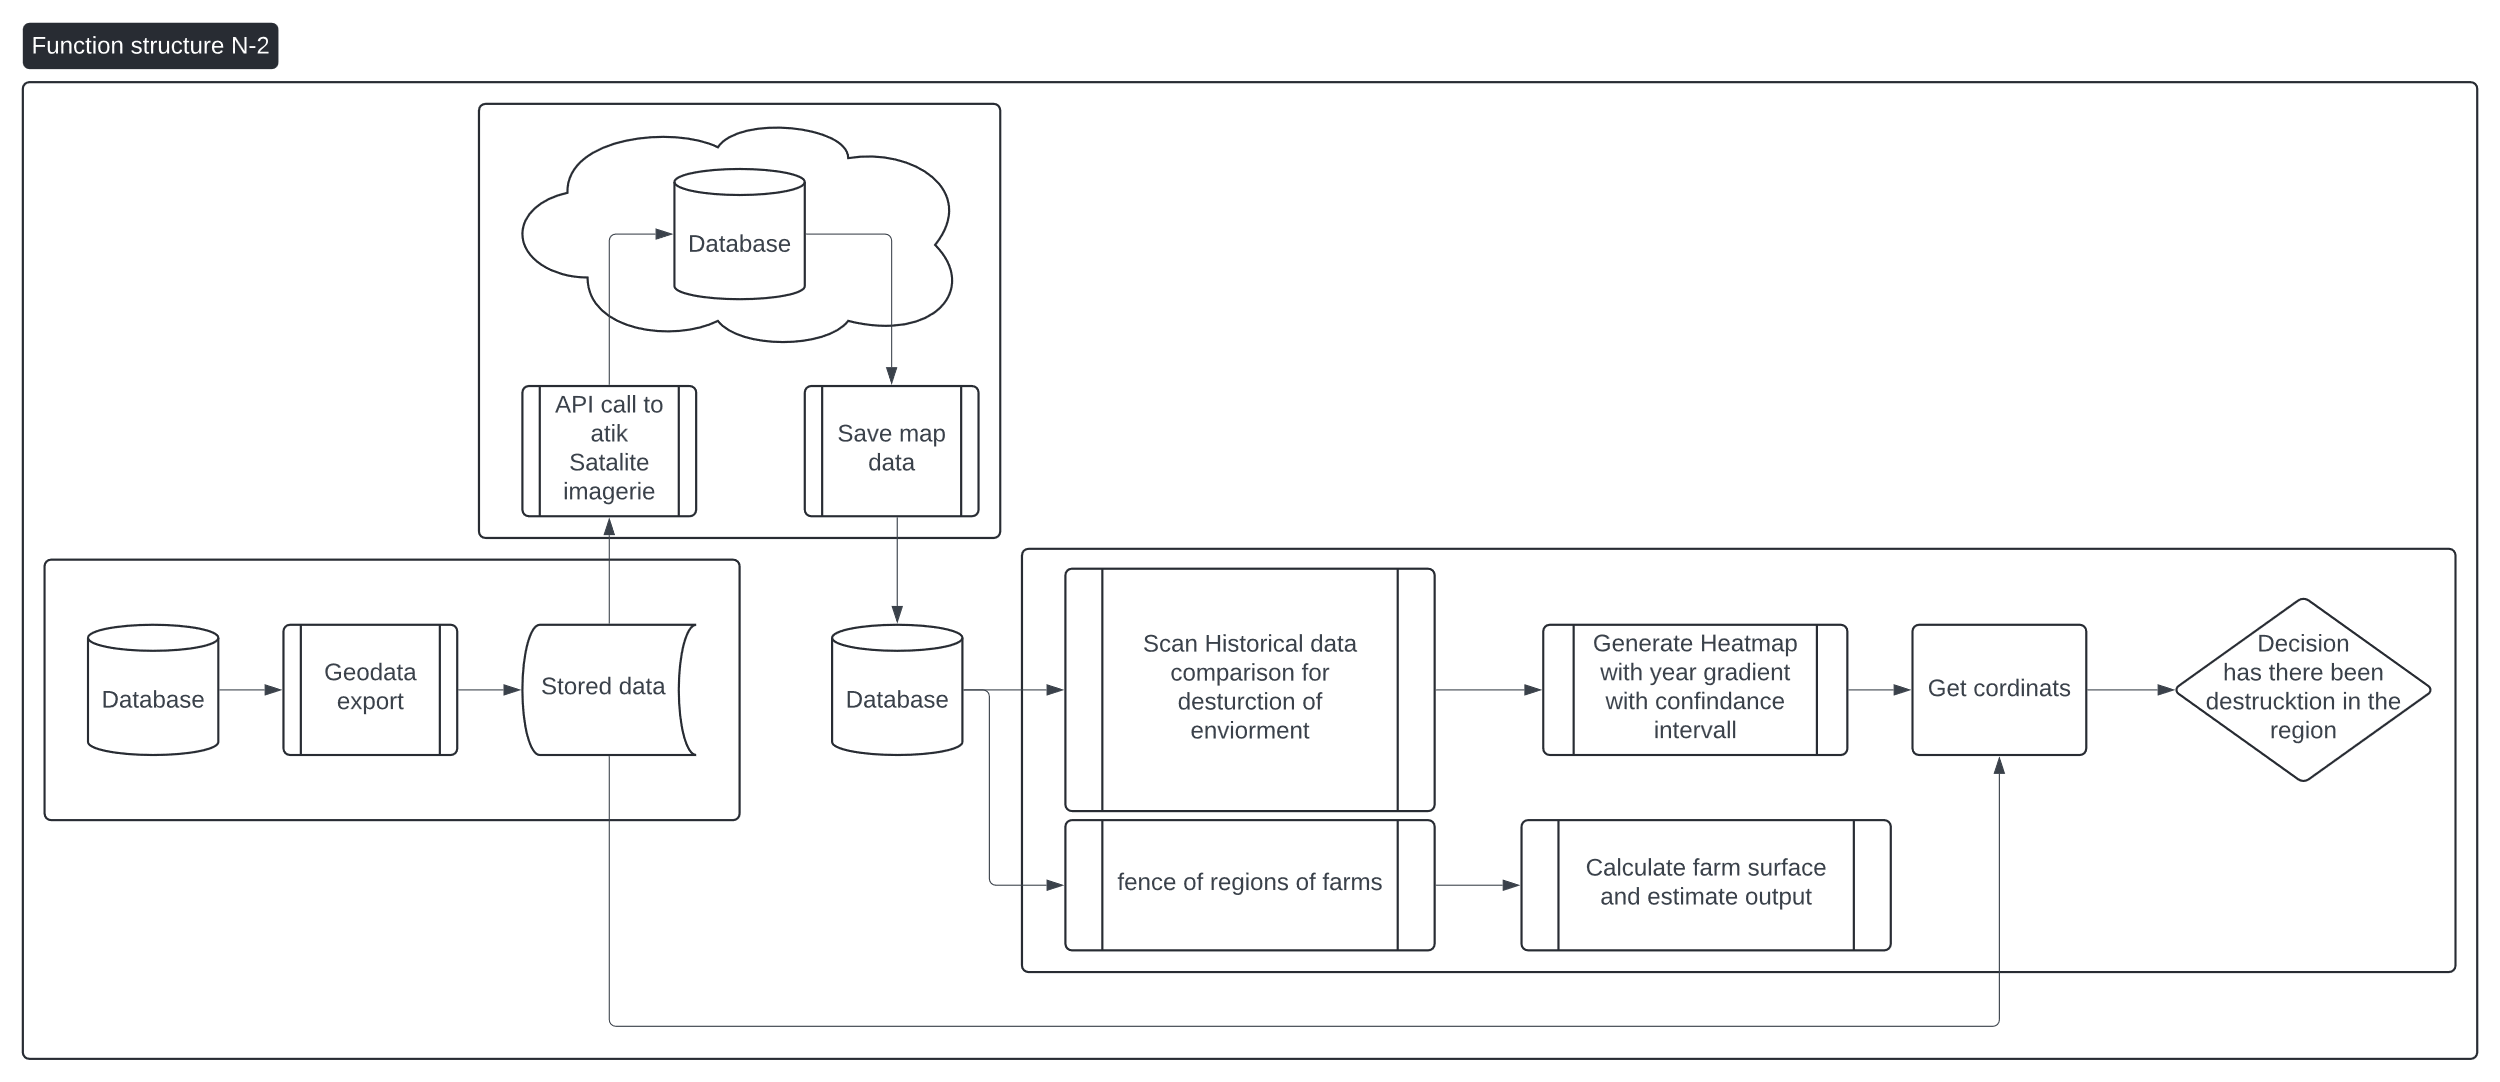 Function structure N-2
Database
API call to
atik
Satalite
imagerie
Save map
data
Database
Geodata
export
Stored data
Database
Scan Historical data
comparison for
desturction of
enviorment
Generate Heatmap
with year gradient
with confindance
intervall
Get cordinats
Decision
has there been
destrucktion in the
region
fence of regions of farms
Calculate farm surface
and estimate output